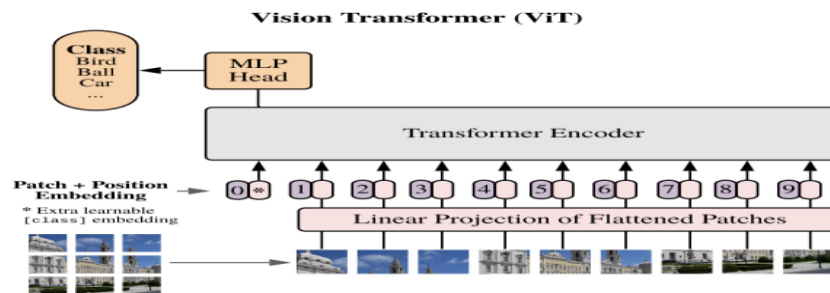 Vision Transformer (ViT)
Class
Bird
Ball
Car
...
MLP
Head
Transformer Encoder
Patch + Position
Embedding
0 * 1 2 3 4 5 6 7 8 9
* Extra learnable
[class] embedding
Linear Projection of Flattened Patches